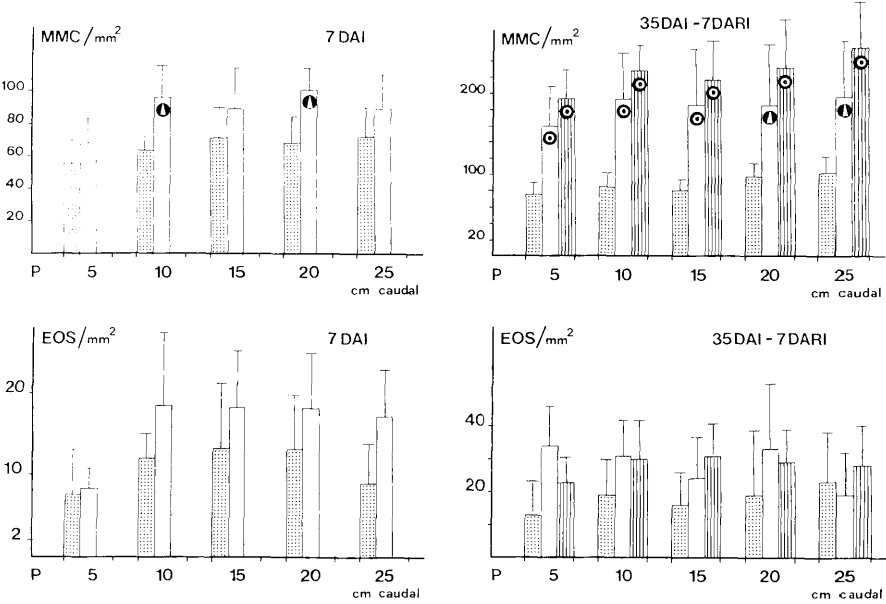 MMC/mm² 7 DAI
100
80
60
40
20
P 5 10 15 20 25
cm caudal
35DAI - 7DARI
MMC/mm²
200
100
20
P 5 10 15 20 25
cm caudal
EOS/mm² 7 DAI
20
10
2
P 5 10 15 20 25
cm caudal
EOS/mm² 35DAI - 7DARI
40
20
P 5 10 15 20 25
cm caudal